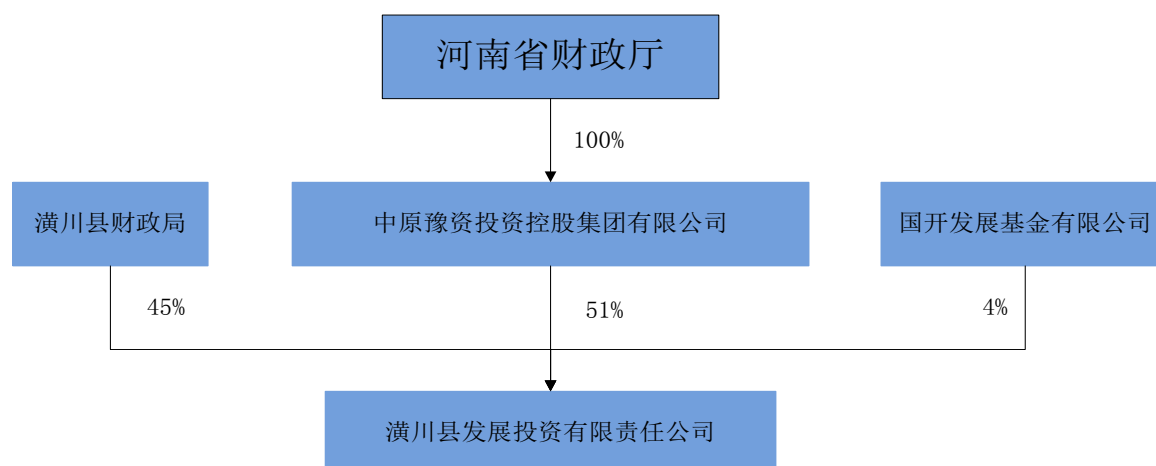 河南省财政厅
100%
潢川县财政局
中原豫资投资控股集团有限公司
国开发展基金有限公司
45%
51%
4%
潢川县发展投资有限责任公司